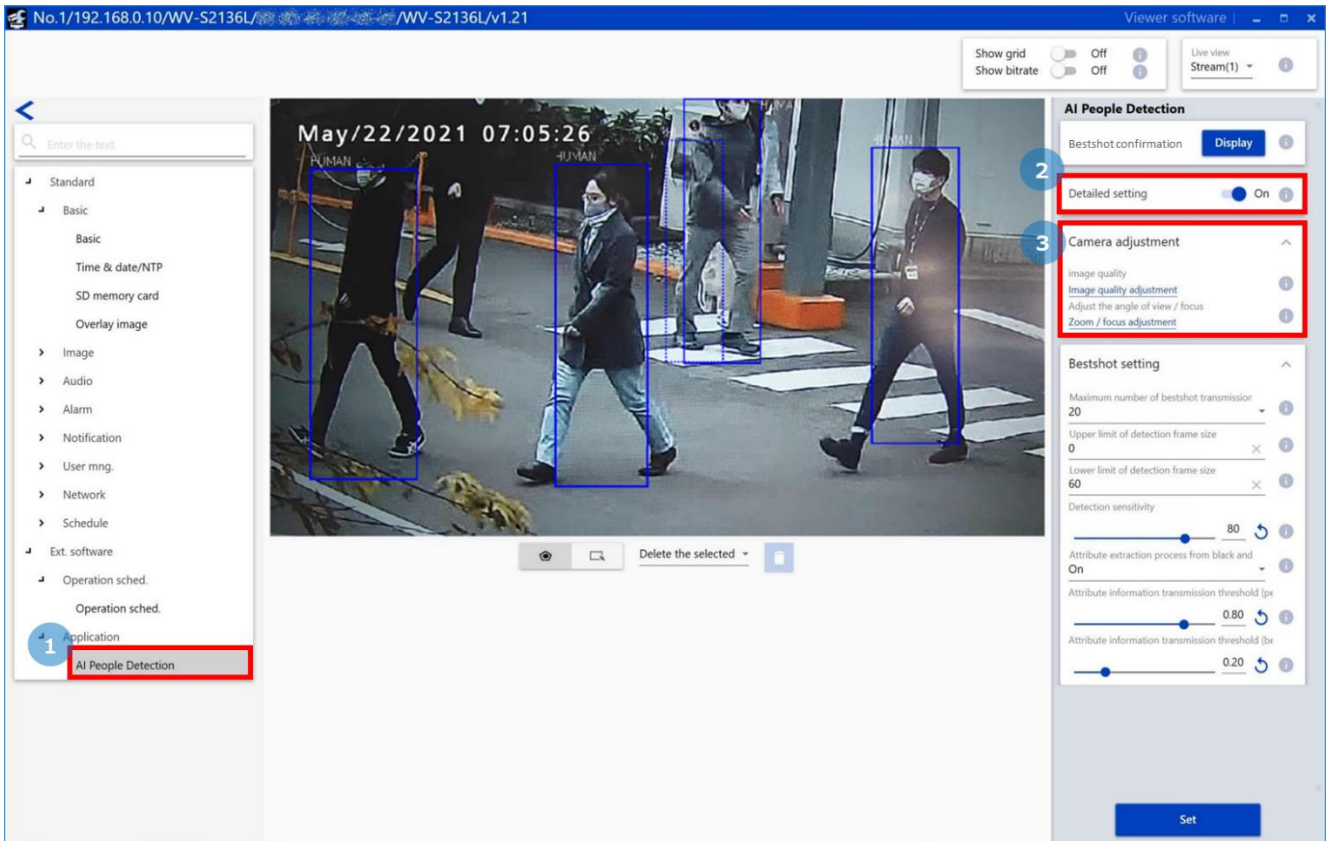 No.1/192.168.0.10/WV-S2136L/ /WV-S2136L/v1.21
Viewer software
Show grid Off
Show bitrate Off
Live view
Stream(1)
Enter the text.
Standard
Basic
Basic
Time & date/NTP
SD memory card
Overlay image
Image
Audio
Alarm
Notification
User mng.
Network
Schedule
Ext. software
Operation sched.
Operation sched.
1
Application
AI People Detection
May/22/2021 07:05:26
HUMAN
HUMAN
HUMAN
Delete the selected
AI People Detection
Bestshot confirmation Display
2
Detailed setting On
3
Camera adjustment
image quality
Image quality adjustment
Adjust the angle of view / focus
Zoom / focus adjustment
Bestshot setting
Maximum number of bestshot transmission
20
Upper limit of detection frame size
0
Lower limit of detection frame size
60
Detection sensitivity
80
Attribute extraction process from black and
On
Attribute information transmission threshold (pe
0.80
Attribute information transmission threshold (be
0.20
Set